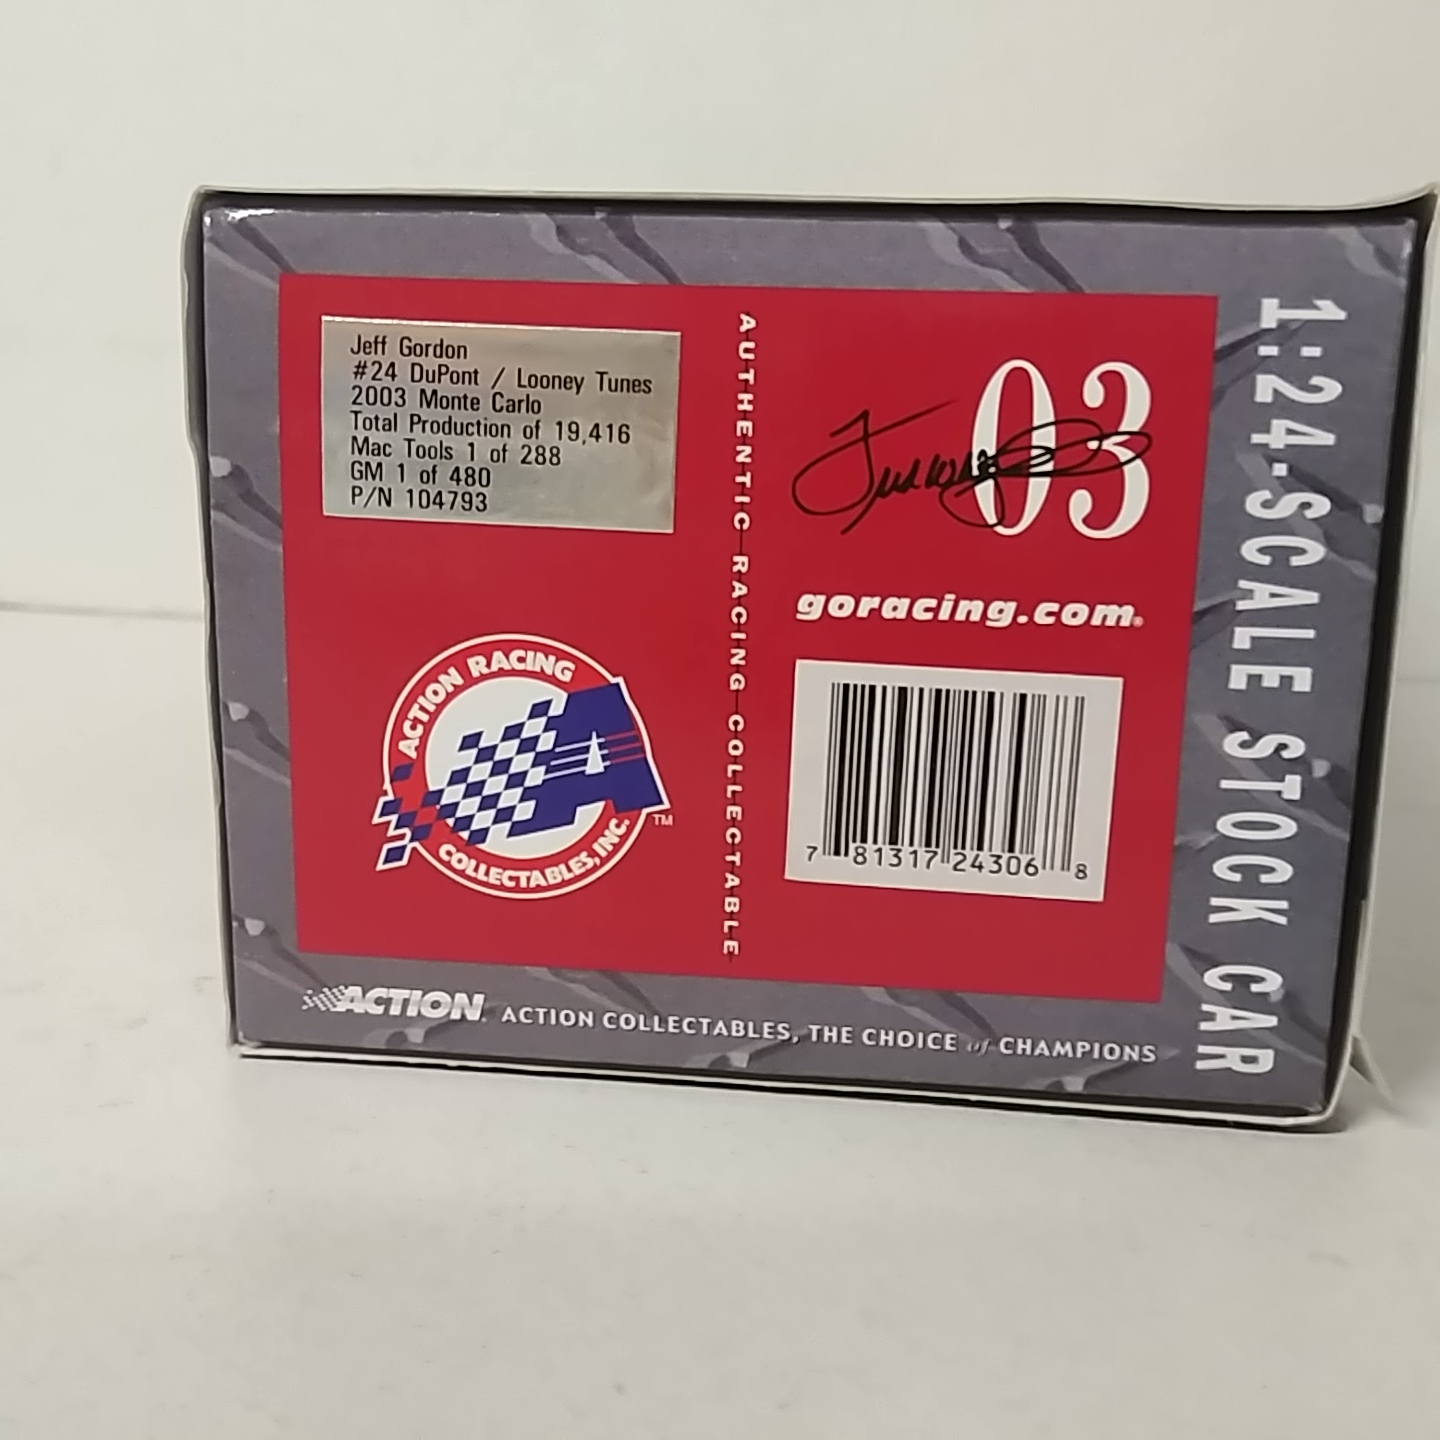 Jeff Gordon
#24 DuPont / Looney Tunes
2003 Monte Carlo
Total Production of 19,416
Mac Tools 1 of 288
GM 1 of 480
P/N 104793
ACTION RACING
COLLECTABLES, INC.
TM
AUTHENTIC RACING COLLECTABLE
03
goracing.com®
7 81317 24306 8
1:24-SCALE STOCK CAR
ACTION. ACTION COLLECTABLES, THE CHOICE of CHAMPIONS